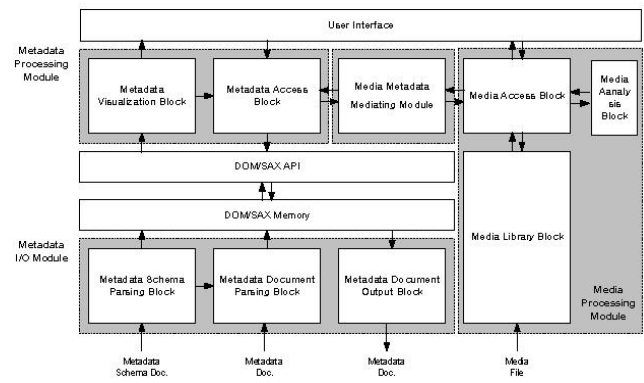 User Interface
Metadata
Processing
Module
Metadata
Visualization Block
Metadata Access
Block
Media Metadata
Mediating Module
Media Access Block
Media
Aanalysis
Block
DOM/SAX API
DOM/SAX Memory
Metadata
I/O Module
Metadata Schema
Parsing Block
Metadata Document
Parsing Block
Metadata Document
Output Block
Media Library Block
Media
Processing
Module
Metadata
Schema Doc.
Metadata
Doc.
Metadata
Doc.
Media
File